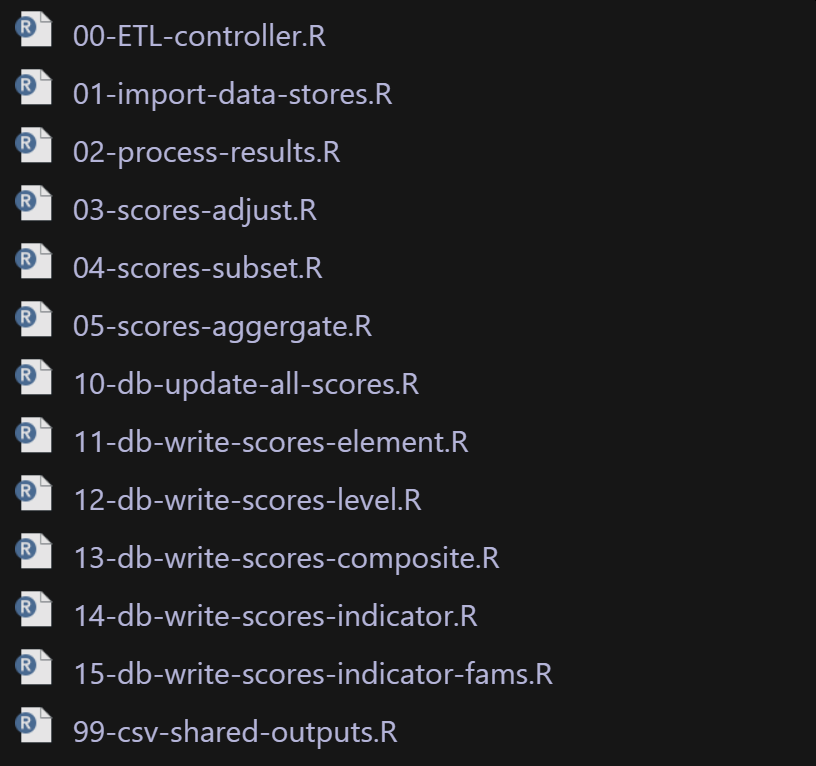 00-ETL-controller.R
01-import-data-stores.R
02-process-results.R
03-scores-adjust.R
04-scores-subset.R
05-scores-aggergate.R
10-db-update-all-scores.R
11-db-write-scores-element.R
12-db-write-scores-level.R
13-db-write-scores-composite.R
14-db-write-scores-indicator.R
15-db-write-scores-indicator-fams.R
99-csv-shared-outputs.R